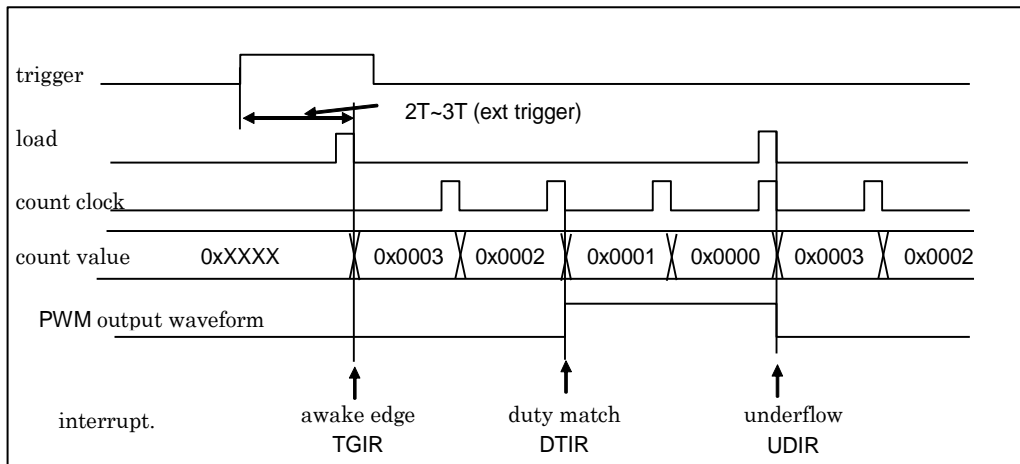 trigger
2T~3T (ext trigger)
load
count clock
count value 0xXXXX 0x0003 0x0002 0x0001 0x0000 0x0003 0x0002
PWM output waveform
interrupt. awake edge duty match underflow
TGIR DTIR UDIR